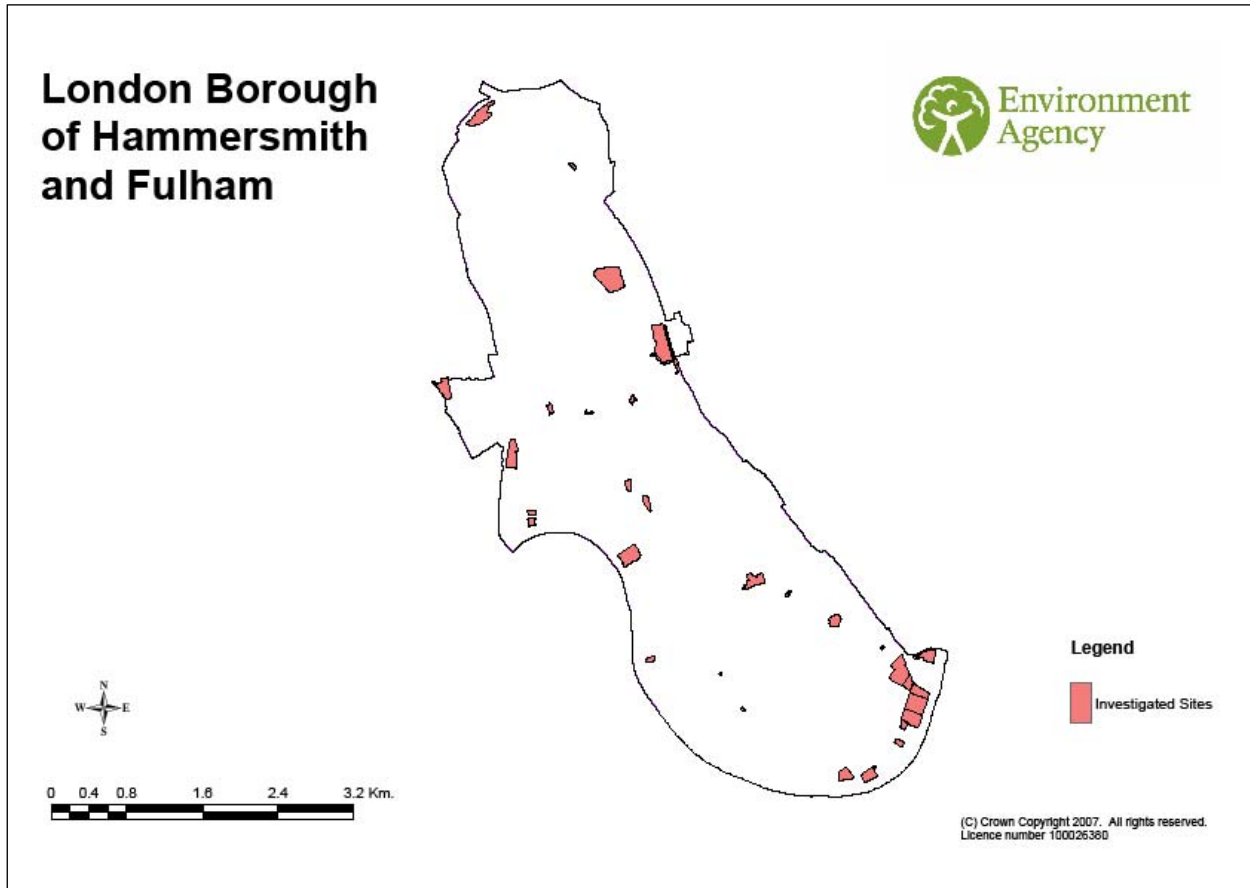 London Borough
of Hammersmith
and Fulham
Environment
Agency
Legend
Investigated Sites
N
W E
S
0 0.4 0.8 1.6 2.4 3.2 Km.
(C) Crown Copyright 2007. All rights reserved.
Licence number 100026380